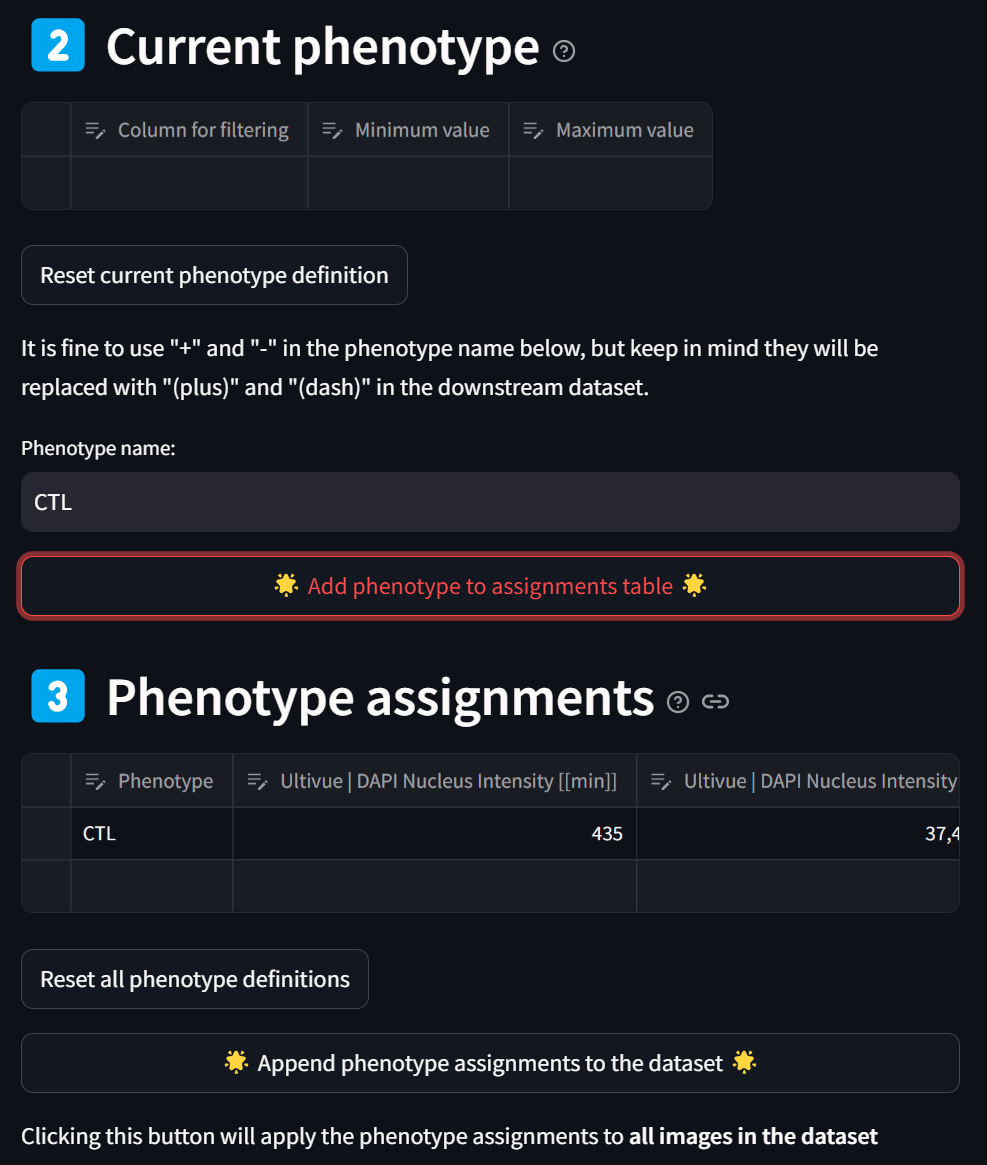 2 Current phenotype
Column for filtering Minimum value Maximum value
Reset current phenotype definition
It is fine to use "+" and "-" in the phenotype name below, but keep in mind they will be
replaced with "(plus)" and "(dash)" in the downstream dataset.
Phenotype name:
CTL
Add phenotype to assignments table
3 Phenotype assignments
Phenotype Ultivue | DAPI Nucleus Intensity [[min]] Ultivue | DAPI Nucleus Intensity
CTL 435 37,4
Reset all phenotype definitions
Append phenotype assignments to the dataset
Clicking this button will apply the phenotype assignments to all images in the dataset